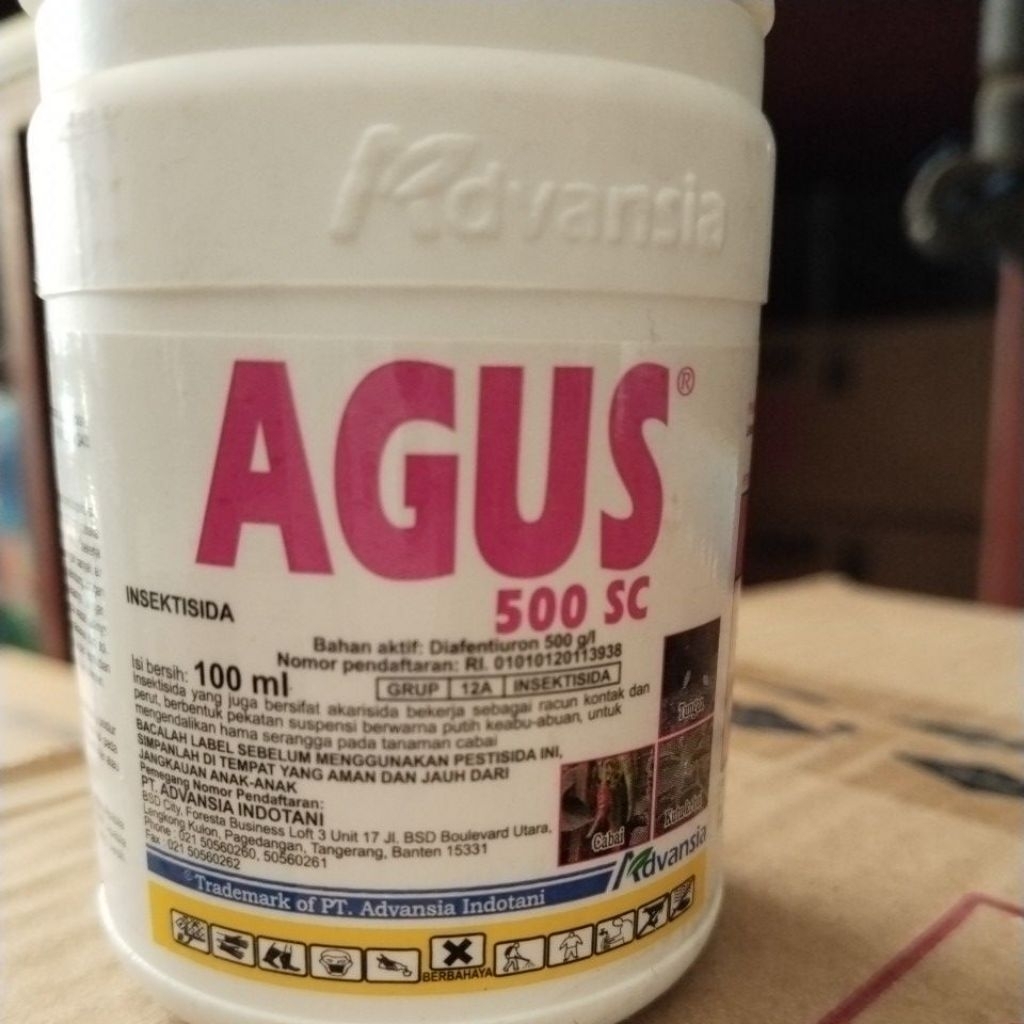 Advansia
AGUS®
500 SC
INSEKTISIDA
Bahan aktif: Diafentiuron 500 g/l
Nomor pendaftaran: RI. 01010120113938
Isi bersih: 100 ml
GRUP 12A INSEKTISIDA
Insektisida yang juga bersifat akarisida bekerja sebagai racun kontak dan
perut, berbentuk pekatan suspensi berwarna putih keabu-abuan, untuk
mengendalikan hama serangga pada tanaman cabai
BACALAH LABEL SEBELUM MENGGUNAKAN PESTISIDA INI,
SIMPANLAH DI TEMPAT YANG AMAN DAN JAUH DARI
JANGKAUAN ANAK-ANAK
Pemegang Nomor Pendaftaran:
PT. ADVANSIA INDOTANI
BSD City, Foresta Business Loft 3 Unit 17 Jl. BSD Boulevard Utara,
Lengkong Kulon, Pagedangan, Tangerang, Banten 15331
Phone : 021 50560260, 50560261
Fax : 021 50560262
Tungau
Cabai
Advansia
®Trademark of PT. Advansia Indotani
BERBAHAYA